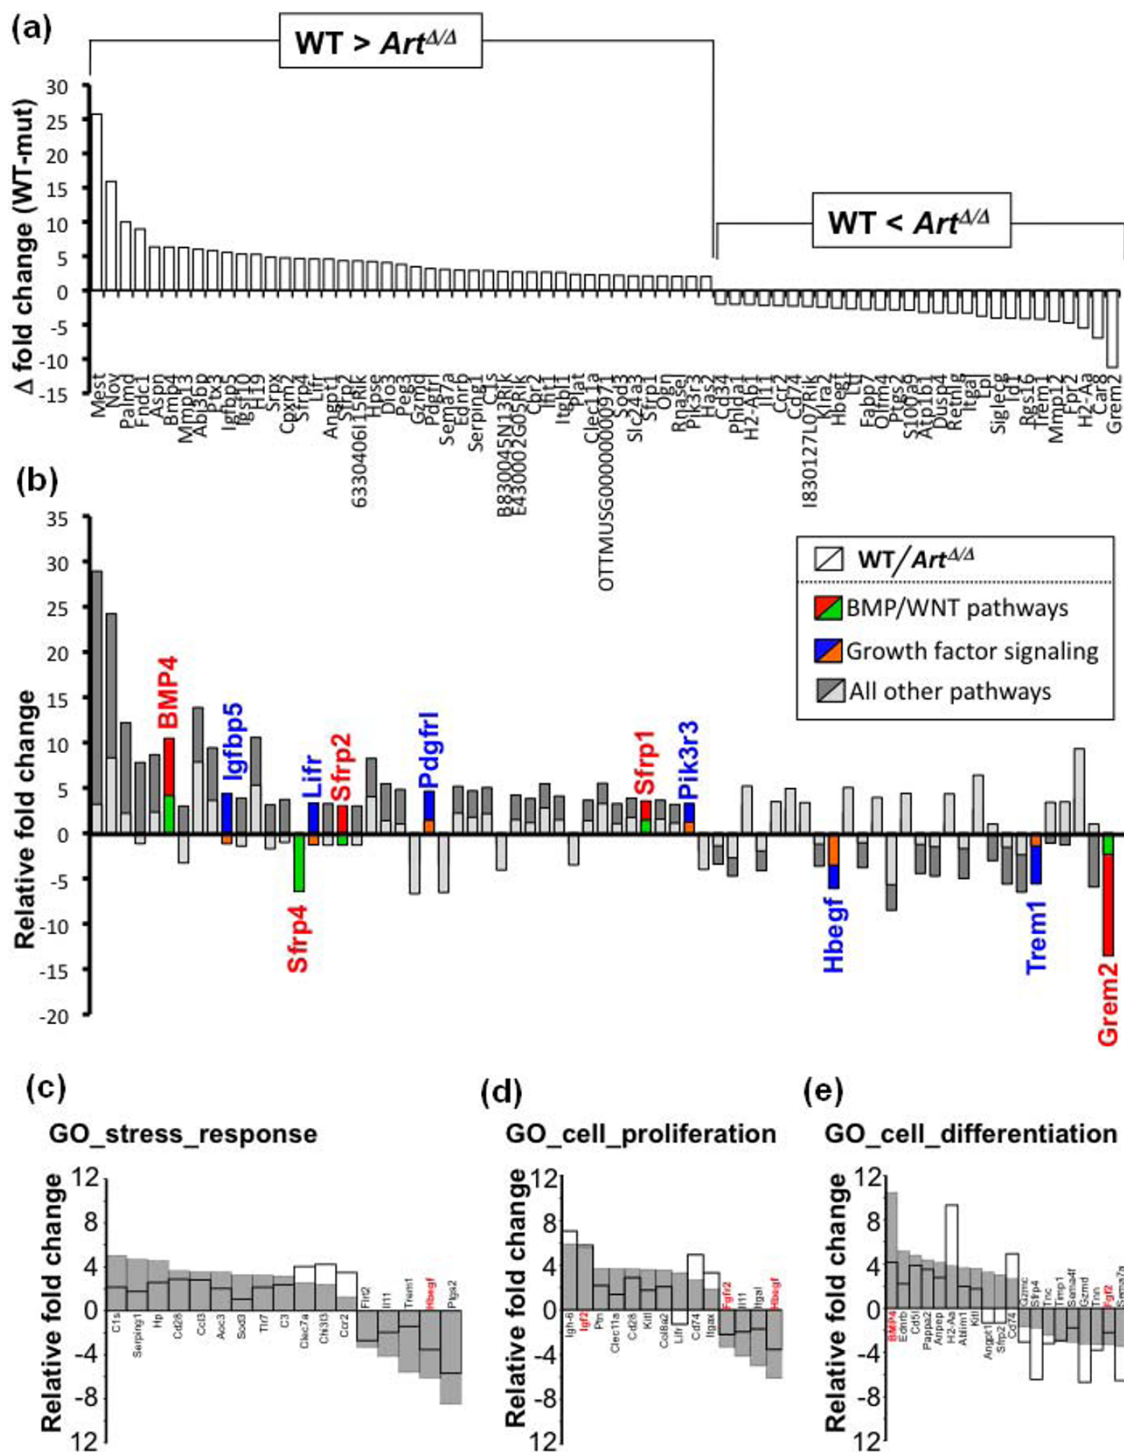 (a)
WT > Art Δ/Δ
WT < Art Δ/Δ
Δ fold change (WT-mut)
30
25
20
15
10
5
0
-5
-10
-15
Mest
Nov
Palmd
Fndc1
Aspn
Bmp4
Mmp13
Abi3bp
Ptx3
Igfbp5
Igsf10
H19
Srpx
Cpxm2
Sfrp4
Lifr
Angpt1
Sfrp2
6330406I15Rik
Hpse
Dio3
Peg3
Gzmd
Pdgfrl
Sema7a
Ednrb
Serping1
C1s
B830045N13Rik
E430002G05Rik
Cpr2
Ifit1
Itgbl1
Plat
Clec11a
OTTMUSG00000000971
Sod3
Slc24a3
Sfrp1
Ogn
Rnasel
Pik3r3
Has2
Cd34
Phlda1
H2-Ab1
Il11
Ccr2
Cd74
I830127L07Rik
Klra2
Hbegf
Ltf
Fabp7
Olfml4
Ptgs2
S100a9
Atp1b1
Dusp4
Retnlg
Itgal
Lpl
Siglecg
Id1
Rgs16
Trem1
Mmp12
Fpr2
H2-Aa
Car8
Grem2
(b)
Relative fold change
35
30
25
20
15
10
5
0
-5
-10
-15
-20
WT/Art Δ/Δ
BMP/WNT pathways
Growth factor signaling
All other pathways
BMP4
Igfbp5
Sfrp4
Lifr
Sfrp2
Pdgfrl
Sfrp1
Pik3r3
Hbegf
Trem1
Grem2
(c)
GO_stress_response
Relative fold change
12
8
4
0
-4
-8
12
C1s
Serping1
Hp
Cd28
Ccl3
Aoc3
Sod3
Tlr7
C3
Clec7a
Chi3l3
Ccr2
Flrt2
Il11
Trem1
Hbegf
Ptgs2
(d)
GO_cell_proliferation
Relative fold change
12
8
4
0
-4
-8
12
Igh-6
Igf2
Ptn
Clec11a
Cd28
Kitl
Col8a2
Lifr
Cd74
Itgax
Fgfr2
Il11
Itgal
Hbegf
(e)
GO_cell_differentiation
Relative fold change
12
8
4
0
-4
-8
12
BMP4
Ednrb
Cd5l
Pappa2
Anpep
H2-Aa
Ablim1
Kitl
Angpt1
Sfrp2
Cd74
Gzmc
Sfrp4
Tnc
Timp1
Sema4f
Gzmd
Tnn
Fgf2
Sema7a